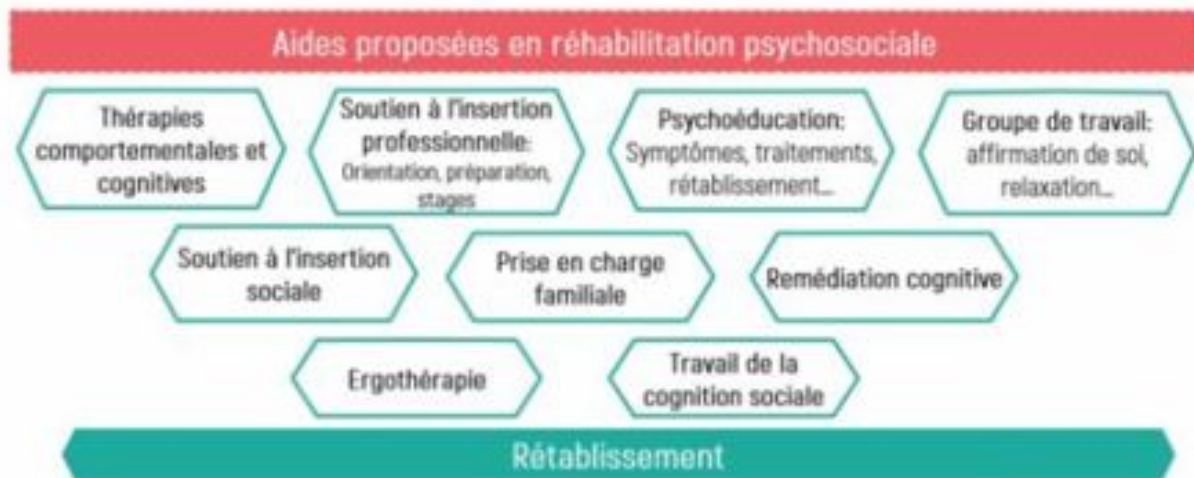 Aides proposées en réhabilitation psychosociale
Thérapies
comportementales et
cognitives
Soutien à l'insertion
professionnelle:
Orientation, préparation,
stages
Psychoéducation:
Symptômes, traitements,
rétablissement...
Groupe de travail:
affirmation de soi,
relaxation...
Soutien à l'insertion
sociale
Prise en charge
familiale
Remédiation cognitive
Ergothérapie
Travail de la
cognition sociale
Rétablissement